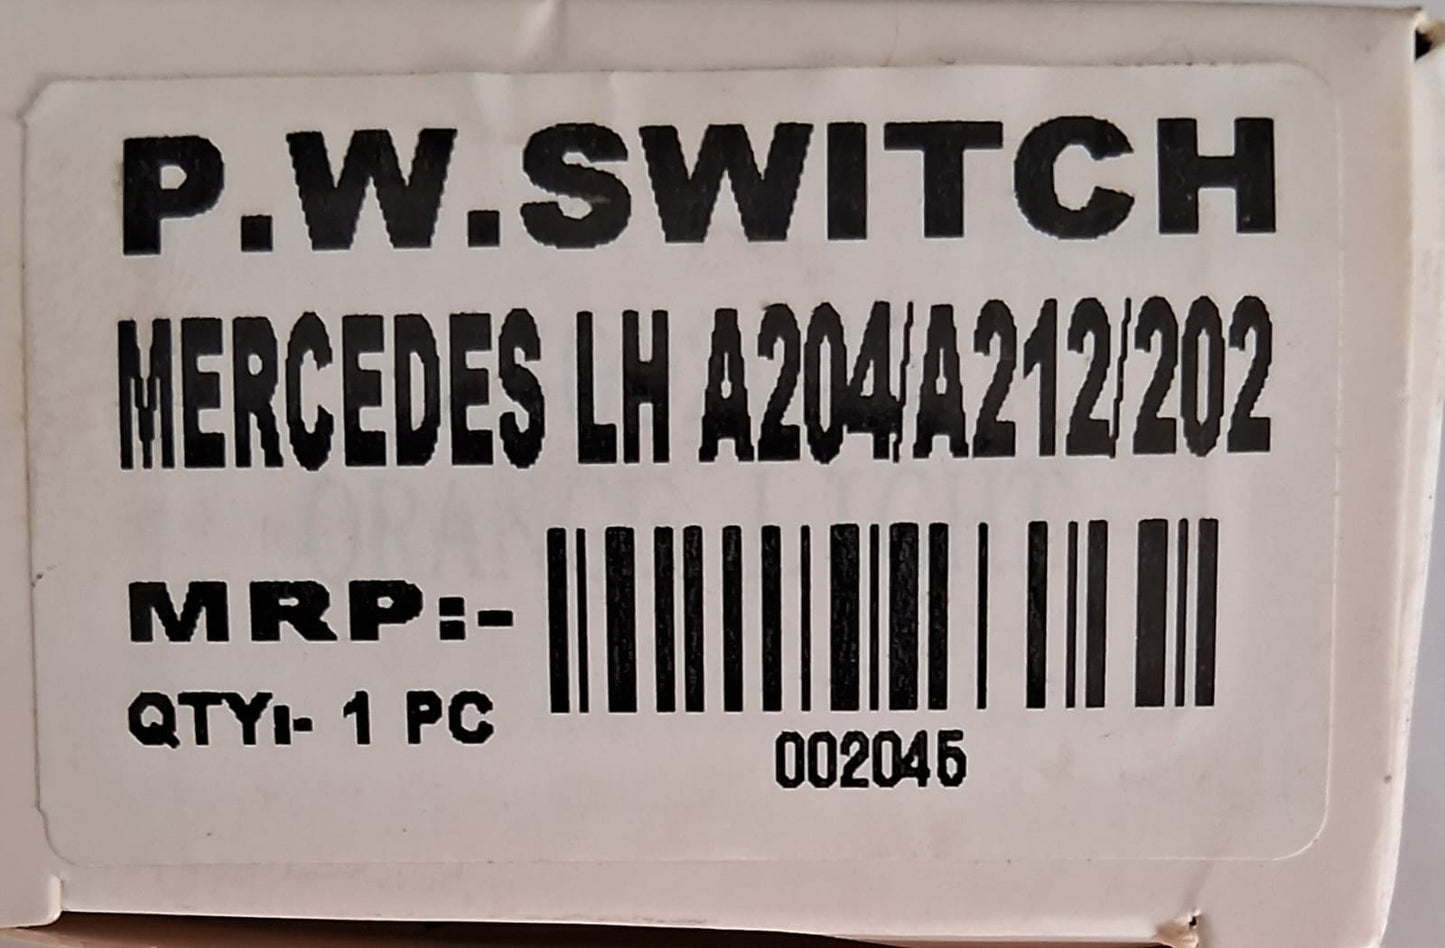 P.W.SWITCH
MERCEDES LH A204/A212/202
MRP:-
QTY:- 1 PC
002045